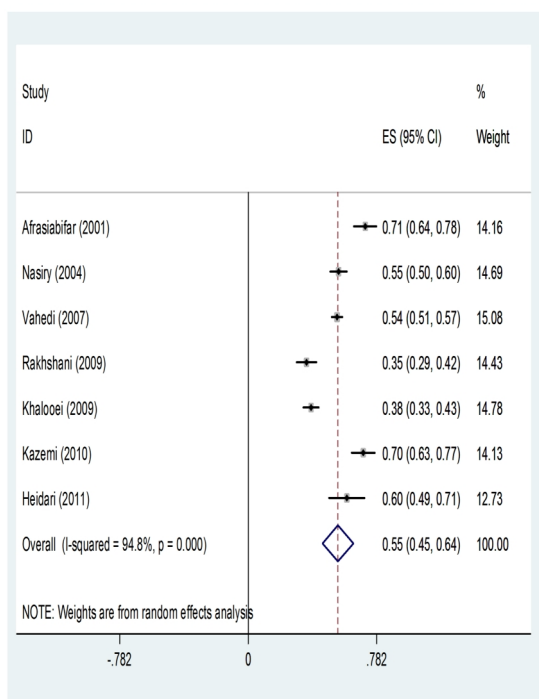 Study %
ID ES (95% CI) Weight
Afrasiabifar (2001) 0.71 (0.64, 0.78) 14.16
Nasiry (2004) 0.55 (0.50, 0.60) 14.69
Vahedi (2007) 0.54 (0.51, 0.57) 15.08
Rakhshani (2009) 0.35 (0.29, 0.42) 14.43
Khalooei (2009) 0.38 (0.33, 0.43) 14.78
Kazemi (2010) 0.70 (0.63, 0.77) 14.13
Heidari (2011) 0.60 (0.49, 0.71) 12.73
Overall (I-squared = 94.8%, p = 0.000) 0.55 (0.45, 0.64) 100.00
NOTE: Weights are from random effects analysis
-.782 0 .782